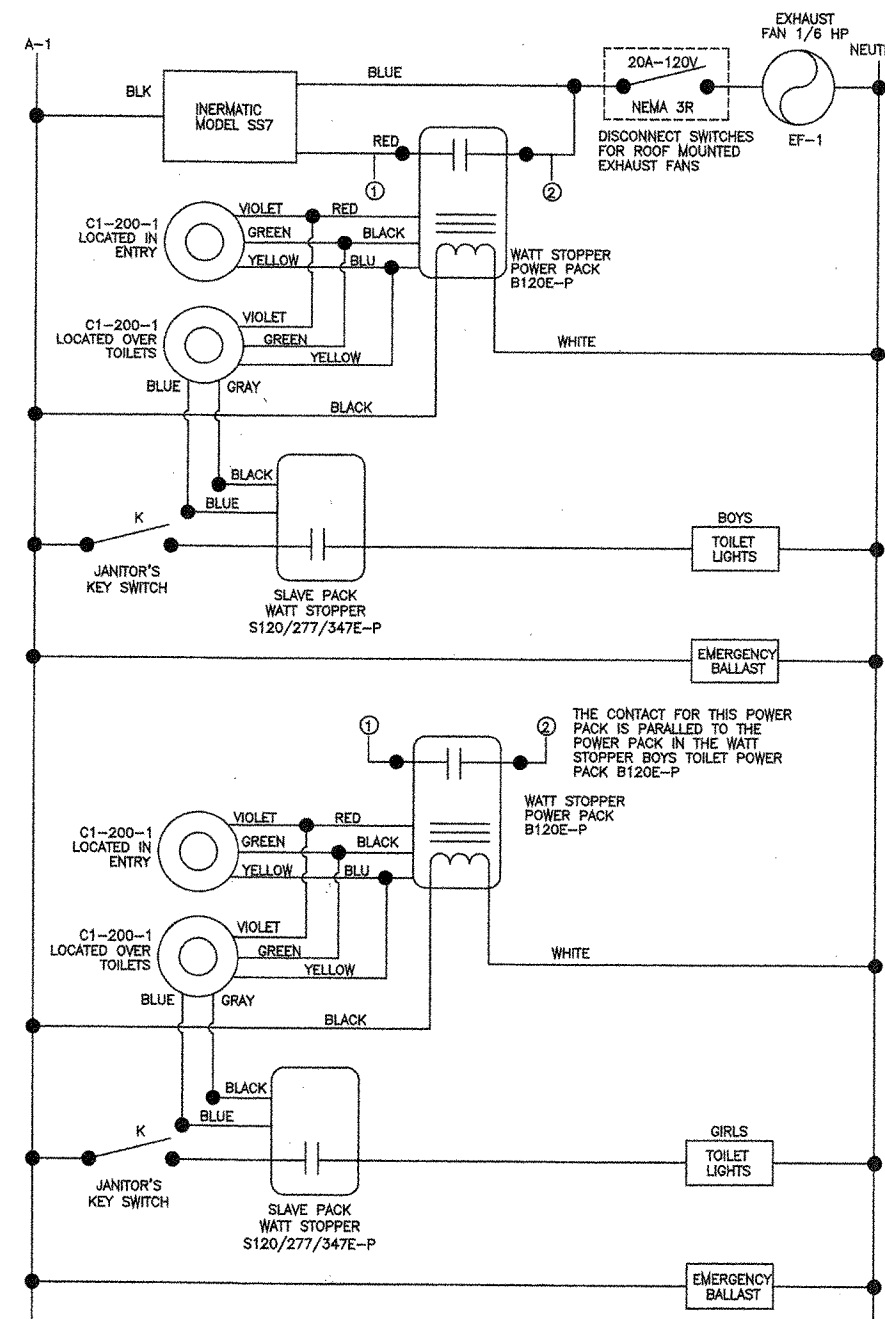 A-1
EXHAUST
FAN 1/6 HP
NEUT
BLUE
20A-120V
BLK
INERMATIC
MODEL SS7
NEMA 3R
RED
DISCONNECT SWITCHES
FOR ROOF MOUNTED
EXHAUST FANS
EF-1
1
2
C1-200-1
LOCATED IN
ENTRY
VIOLET
RED
GREEN
BLACK
YELLOW
BLU
WATT STOPPER
POWER PACK
B120E-P
C1-200-1
LOCATED OVER
TOILETS
VIOLET
GREEN
YELLOW
WHITE
BLUE
GRAY
BLACK
BLACK
BLUE
K
JANITOR'S
KEY SWITCH
BOYS
TOILET
LIGHTS
SLAVE PACK
WATT STOPPER
S120/277/347E-P
EMERGENCY
BALLAST
1
2
THE CONTACT FOR THIS POWER
PACK IS PARALLED TO THE
POWER PACK IN THE WATT
STOPPER BOYS TOILET POWER
PACK B120E-P
WATT STOPPER
POWER PACK
B120E-P
C1-200-1
LOCATED IN
ENTRY
VIOLET
RED
GREEN
BLACK
YELLOW
BLU
C1-200-1
LOCATED OVER
TOILETS
VIOLET
GREEN
YELLOW
WHITE
BLUE
GRAY
BLACK
BLACK
BLUE
K
JANITOR'S
KEY SWITCH
GIRLS
TOILET
LIGHTS
SLAVE PACK
WATT STOPPER
S120/277/347E-P
EMERGENCY
BALLAST